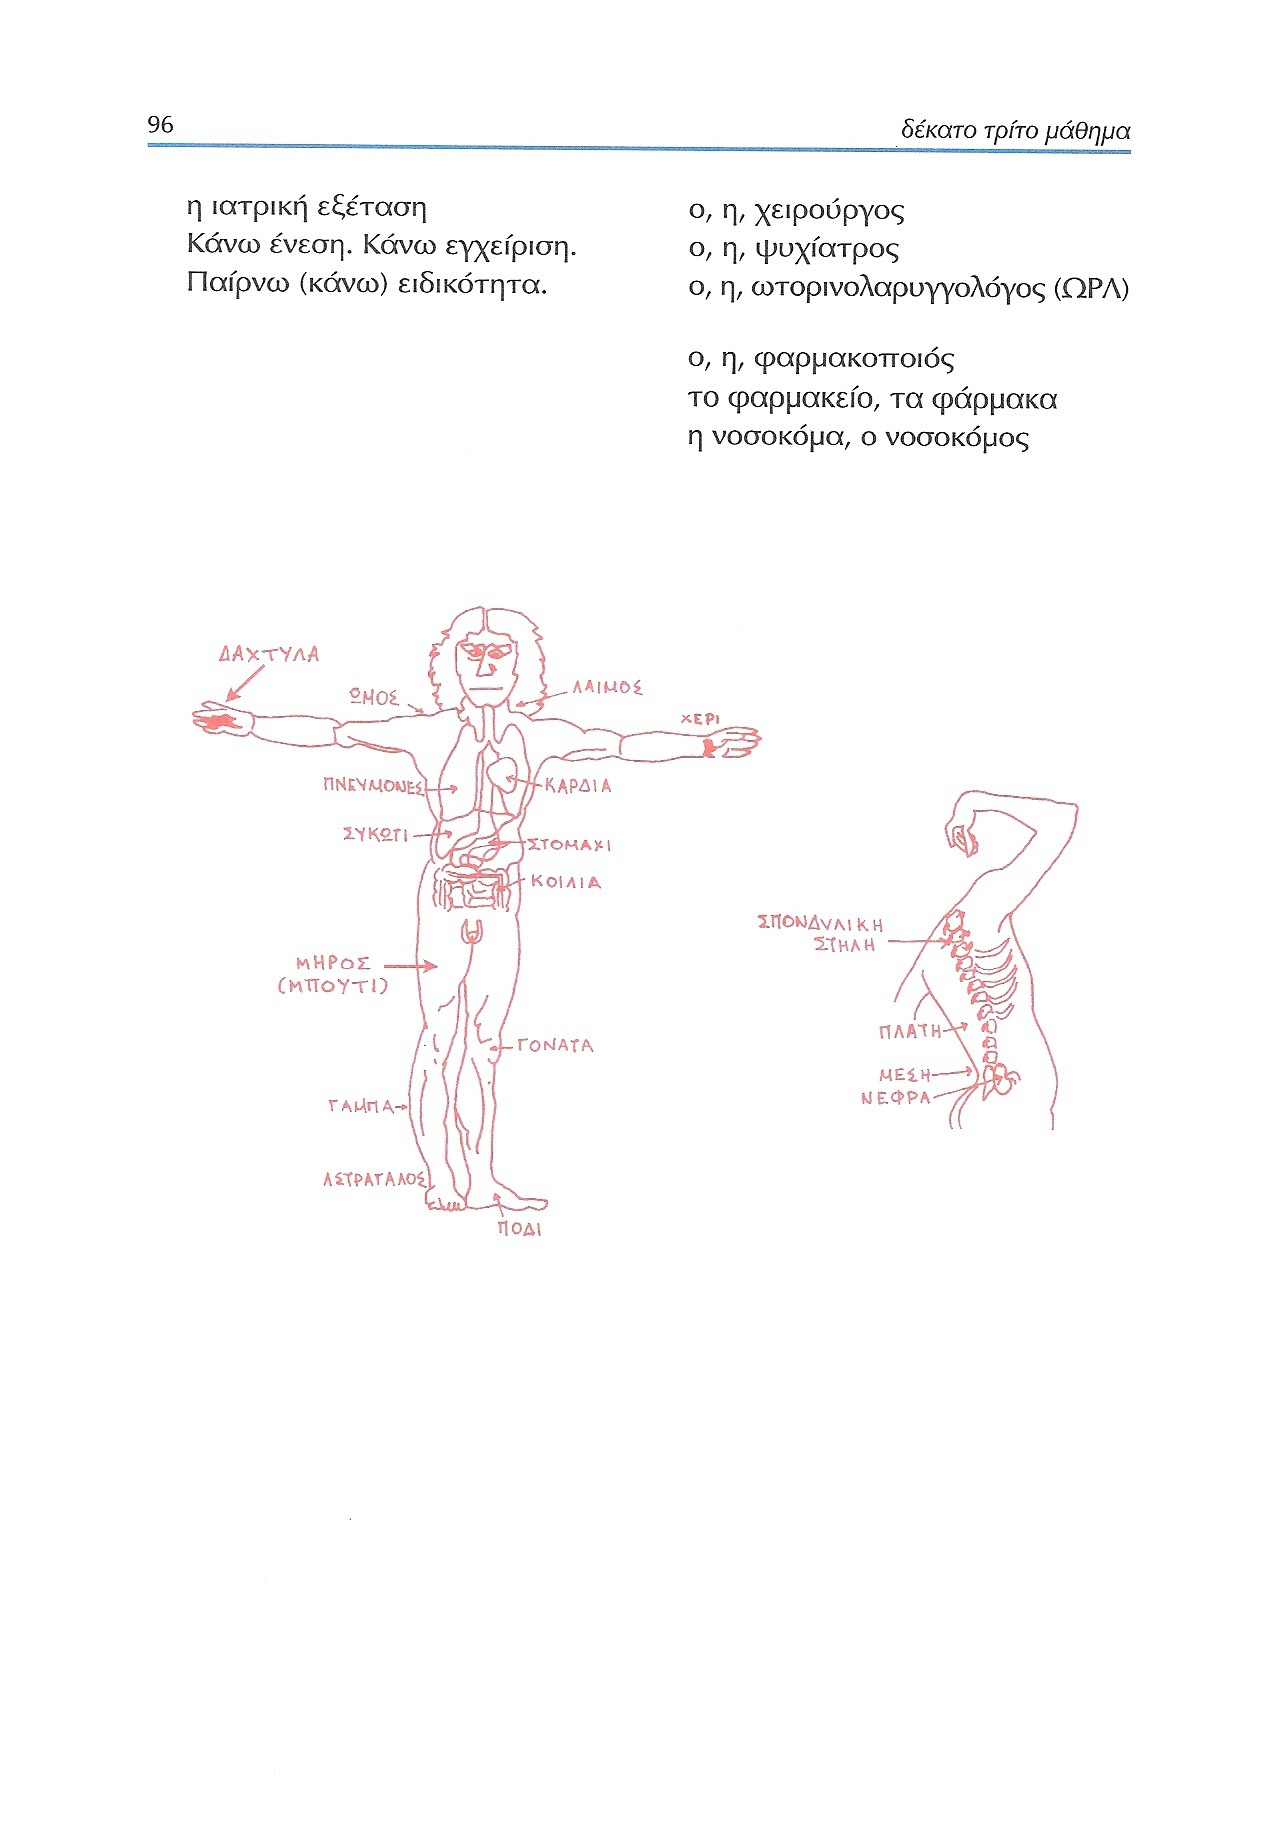 96
δέκατο τρίτο μάθημα
η ιατρική εξέταση
Κάνω ένεση. Κάνω εγχείριση.
Παίρνω (κάνω) ειδικότητα.
ο, η, χειρούργος
ο, η, ψυχίατρος
ο, η, ωτορινολαρυγγολόγος (ΩΡΛ)
ο, η, φαρμακοποιός
το φαρμακείο, τα φάρμακα
η νοσοκόμα, ο νοσοκόμος
ΔΑΧΤΥΛΑ
ΩΜΟΣ
ΛΑΙΜΟΣ
ΧΕΡΙ
ΠΝΕΥΜΟΝΕΣ
ΚΑΡΔΙΑ
ΣΥΚΩΤΙ
ΣΤΟΜΑΧΙ
ΚΟΙΛΙΑ
ΜΗΡΟΣ
(ΜΠΟΥΤΙ)
ΓΟΝΑΤΑ
ΓΑΜΠΑ
ΑΣΤΡΑΓΑΛΟΣ
ΠΟΔΙ
ΣΠΟΝΔΥΛΙΚΗ
ΣΤΗΛΗ
ΠΛΑΤΗ
ΜΕΣΗ
ΝΕΦΡΑ